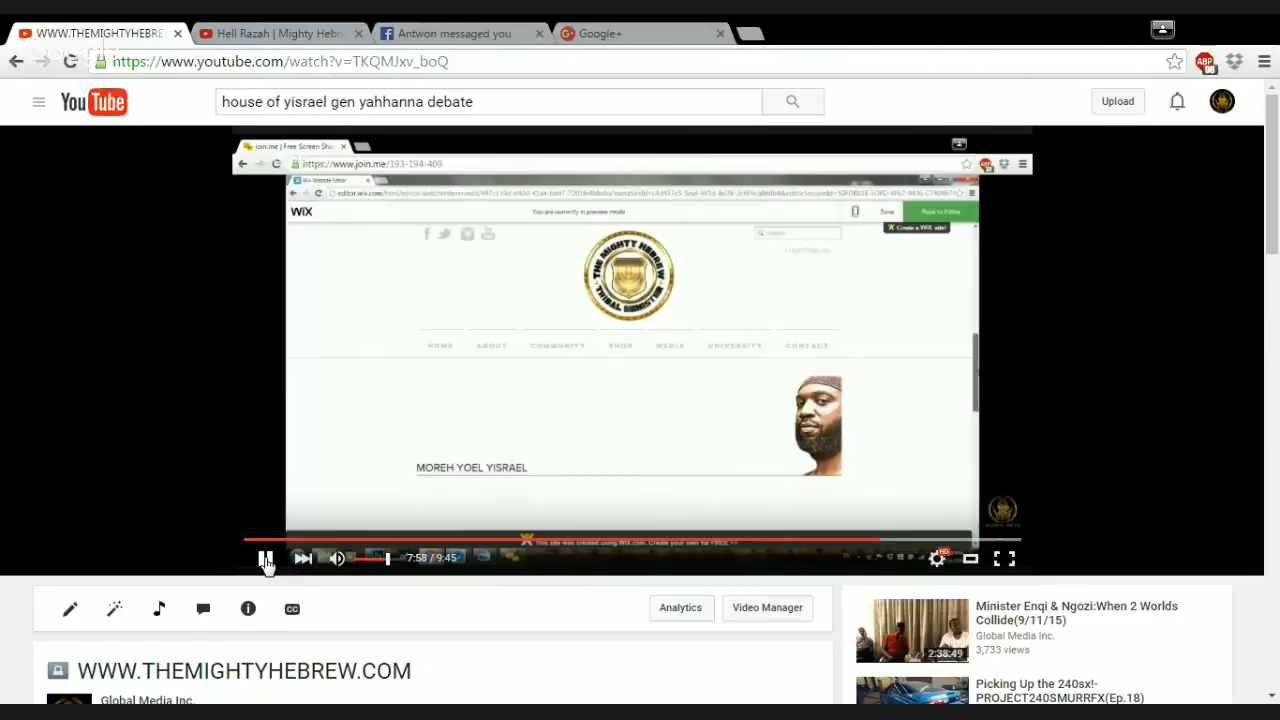 WWW.THEMIGHTYHEBRE
Hell Razah | Mighty Hebr
Antwon messaged you
Google+
https://www.youtube.com/watch?v=TKQMJxv_boQ
ABP
You Tube
house of yisrael gen yahhanna debate
Upload
join.me | Free Screen Sha
https://www.join.me/193-194-409
Wix Website Editor
WiX
You are currently in preview mode
Save
Back to Editor
Create a WiX site!
THE MIGHTY HEBREW
TRIBAL MINISTER
HOME ABOUT COMMUNITY SHOP MEDIA UNIVERSITY CONTACT
MOREH YOEL YISRAEL
This site was created using WIX.com. Create your own for FREE >>
7:58 / 9:45
HD
CC
Analytics
Video Manager
WWW.THEMIGHTYHEBREW.COM
Global Media Inc.
Minister Enqi & Ngozi:When 2 Worlds
Collide(9/11/15)
Global Media Inc.
3,733 views
2:38:49
Picking Up the 240sx!-
PROJECT240SMURRFX(Ep.18)